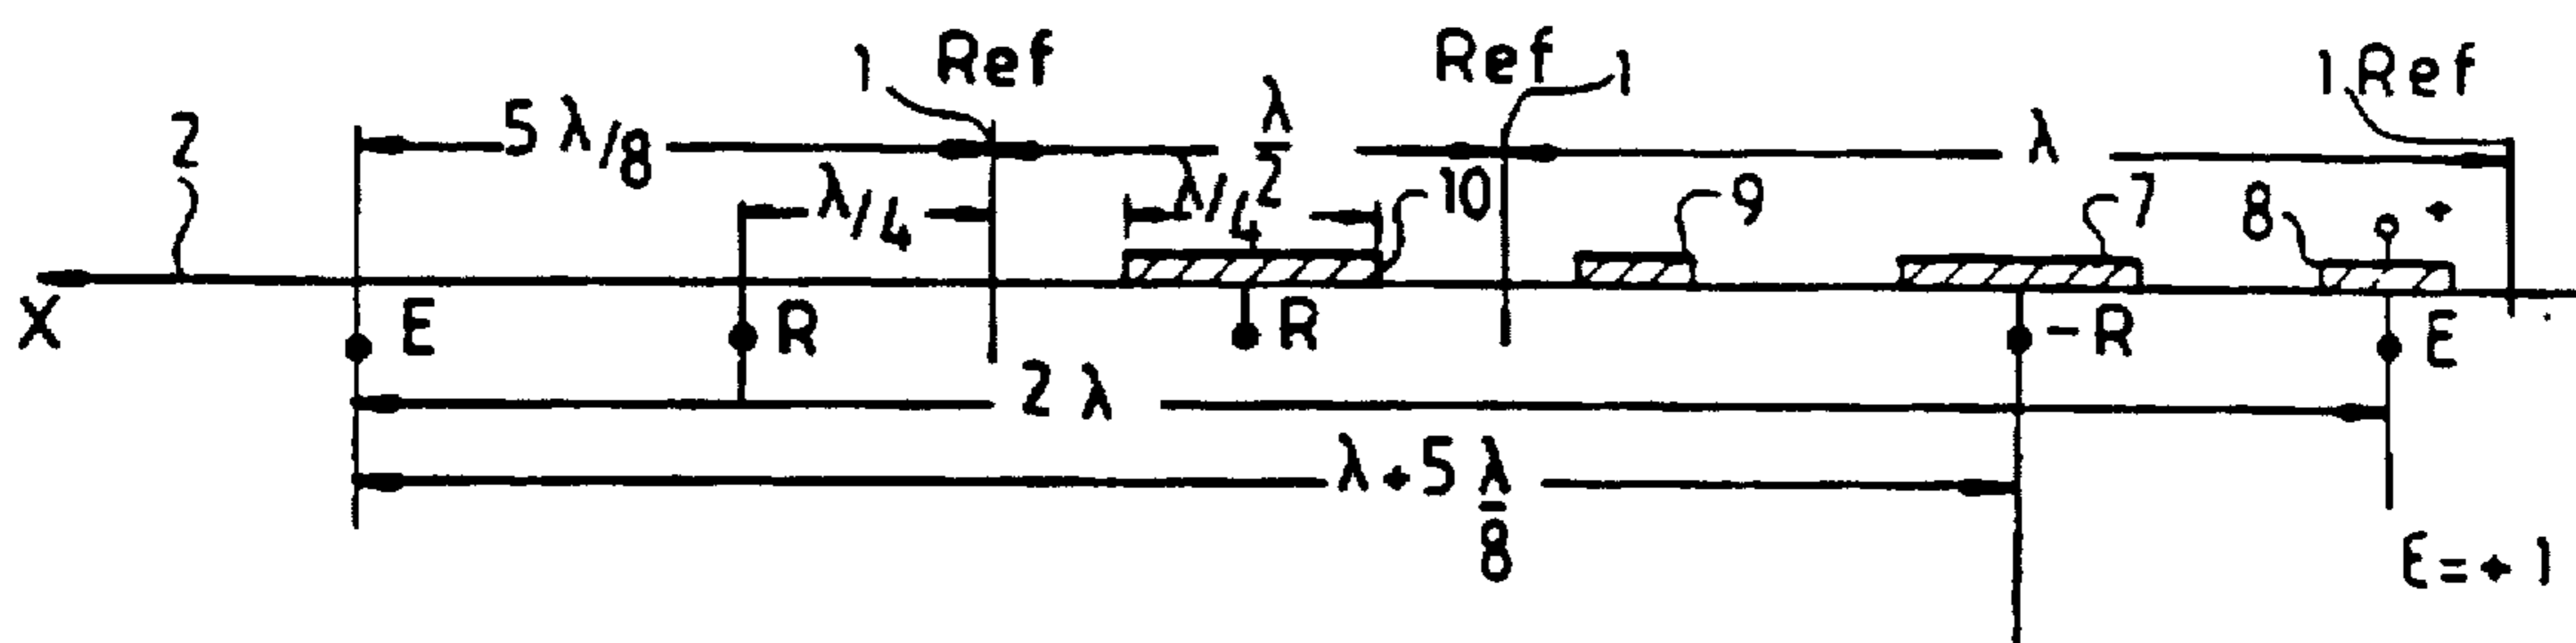 1 Ref Ref 1 1 Ref
2 5 λ/8 λ/2 λ
λ/4 λ/4 10 9 7 8 +
X E R R -R E
2 λ
λ + 5 λ/8
ε = + 1